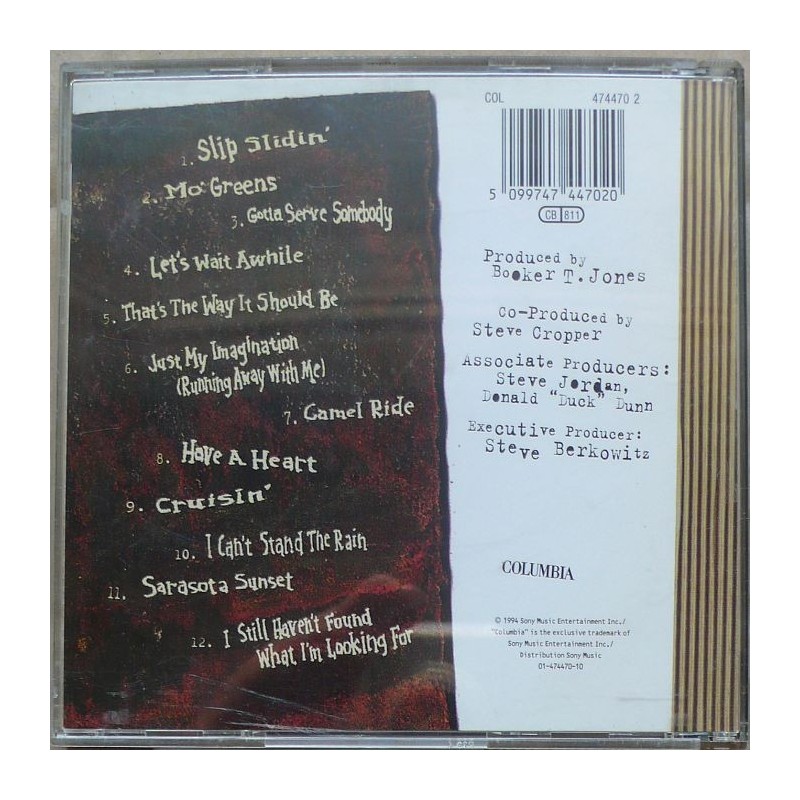 1. Slip Slidin'
2. Mo' Greens
3. Gotta Serve Somebody
4. Let's Wait Awhile
5. That's The Way It Should Be
6. Just My Imagination
(Running Away With Me)
7. Camel Ride
8. Have A Heart
9. Cruisin'
10. I Can't Stand The Rain
11. Sarasota Sunset
12. I Still Haven't Found
What I'm Looking For
COL 474470 2
5 099747 447020
CB 811
Produced by
Booker T. Jones
Co-Produced by
Steve Cropper
Associate Producers:
Steve Jordan,
Donald "Duck" Dunn
Executive Producer:
Steve Berkowitz
COLUMBIA
© 1994 Sony Music Entertainment Inc./
"Columbia" is the exclusive trademark of
Sony Music Entertainment Inc./
Distribution Sony Music
01-474470-10